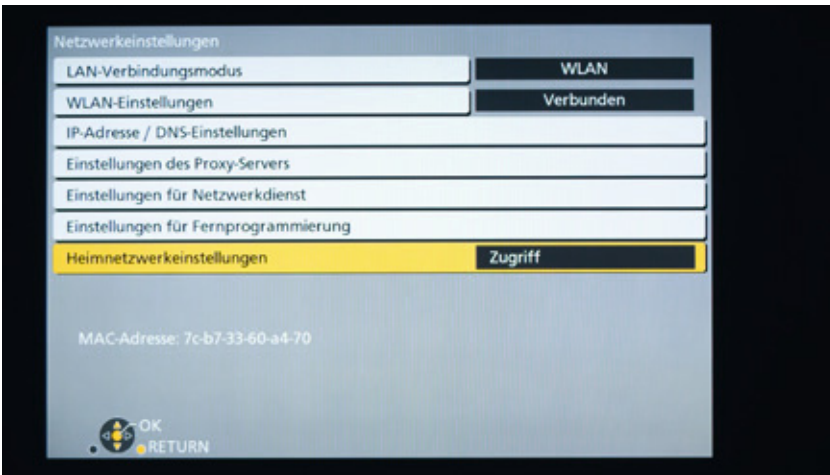 Netzwerkeinstellungen
LAN-Verbindungsmodus WLAN
WLAN-Einstellungen Verbunden
IP-Adresse / DNS-Einstellungen
Einstellungen des Proxy-Servers
Einstellungen für Netzwerkdienst
Einstellungen für Fernprogrammierung
Heimnetzwerkeinstellungen Zugriff
MAC-Adresse: 7c-b7-33-60-a4-70
OK
RETURN